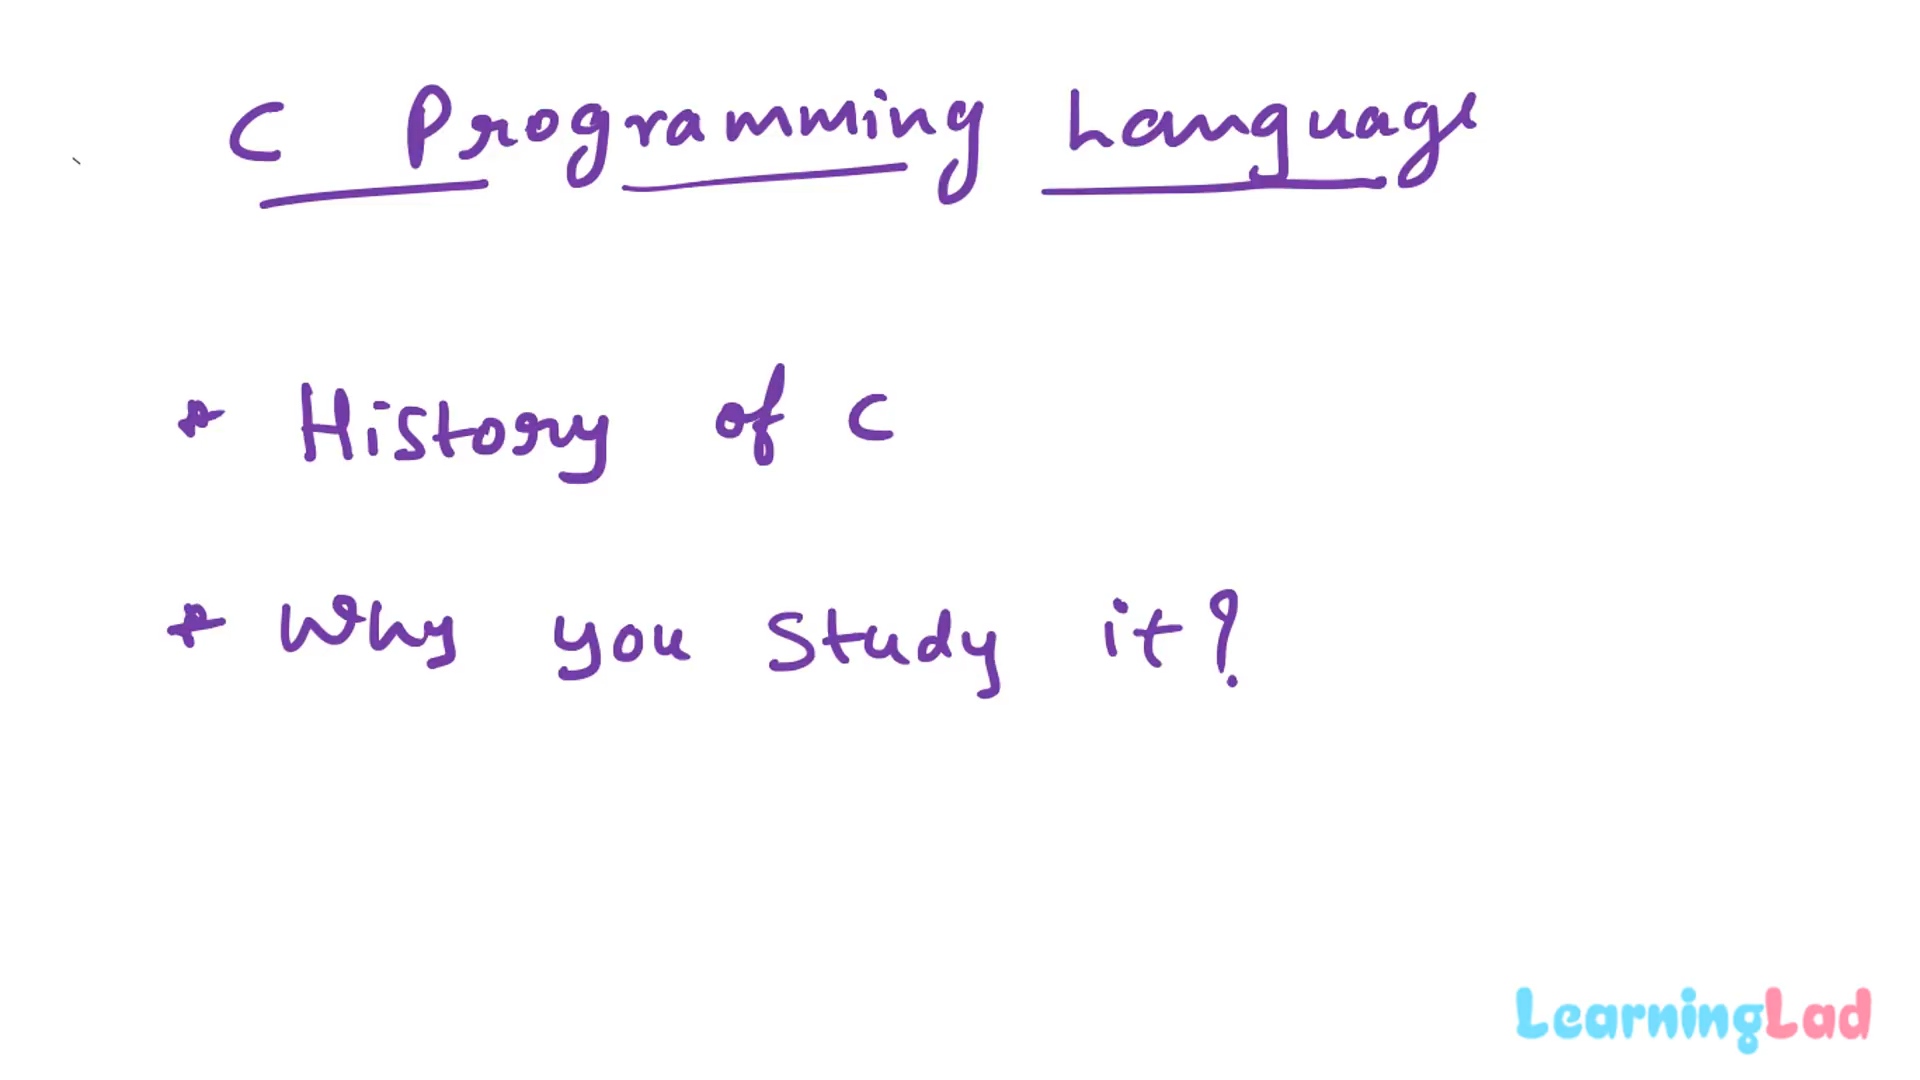 C Programming Language
* History of C
* Why you study it?
LearningLad